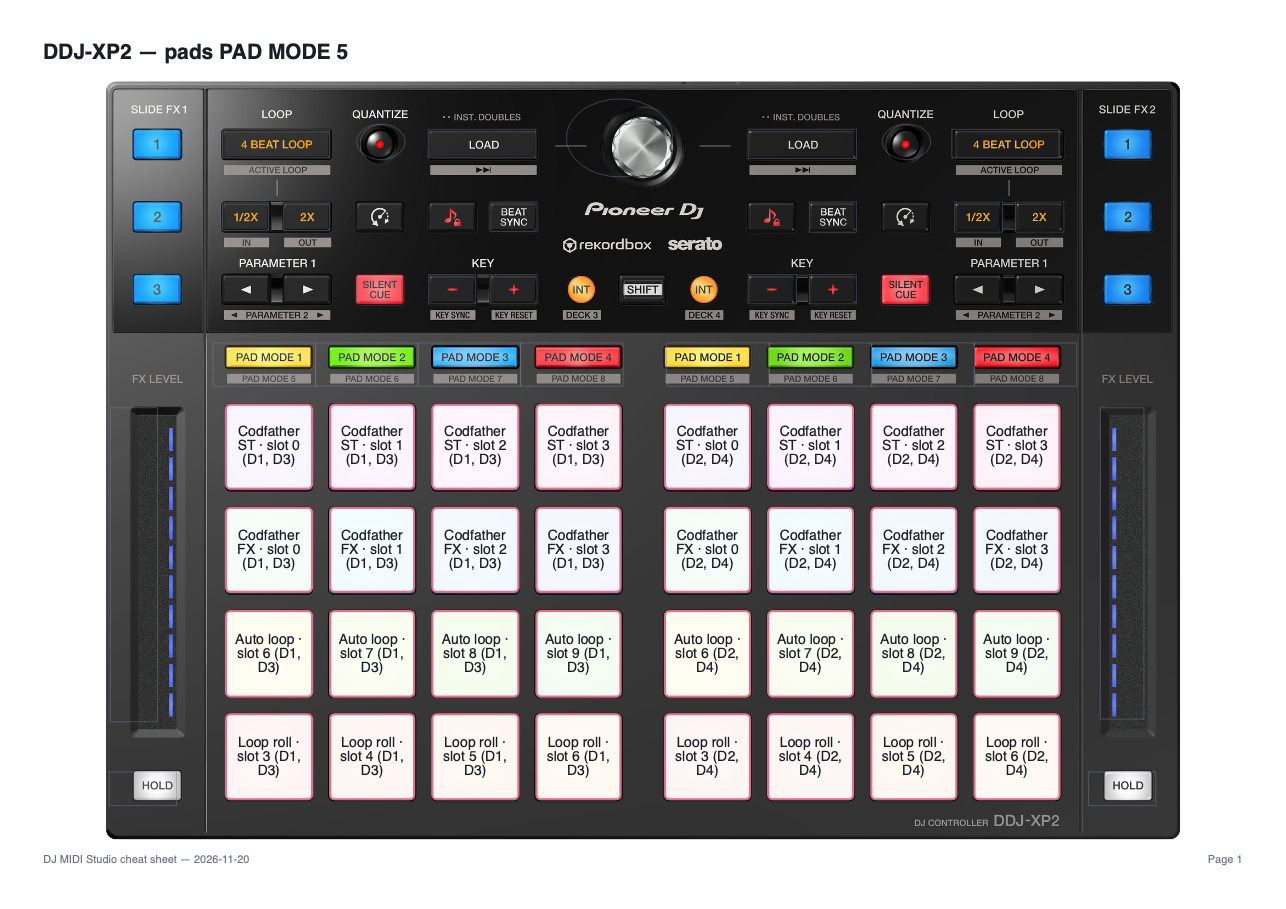 DDJ-XP2 — pads PAD MODE 5
SLIDE FX 1
LOOP
QUANTIZE
·· INST. DOUBLES
·· INST. DOUBLES
QUANTIZE
LOOP
SLIDE FX 2
1
4 BEAT LOOP
LOAD
LOAD
4 BEAT LOOP
1
ACTIVE LOOP
ACTIVE LOOP
2
1/2X
2X
BEAT
SYNC
Pioneer Dj
BEAT
SYNC
1/2X
2X
2
IN
OUT
rekordbox
serato
IN
OUT
PARAMETER 1
KEY
KEY
PARAMETER 1
3
◄
►
SILENT
CUE
−
+
INT
SHIFT
INT
−
+
SILENT
CUE
◄
►
3
◄ PARAMETER 2 ►
KEY SYNC
KEY RESET
DECK 3
DECK 4
KEY SYNC
KEY RESET
◄ PARAMETER 2 ►
PAD MODE 1
PAD MODE 2
PAD MODE 3
PAD MODE 4
PAD MODE 1
PAD MODE 2
PAD MODE 3
PAD MODE 4
FX LEVEL
PAD MODE 5
PAD MODE 6
PAD MODE 7
PAD MODE 8
PAD MODE 5
PAD MODE 6
PAD MODE 7
PAD MODE 8
FX LEVEL
Codfather
ST · slot 0
(D1, D3)
Codfather
ST · slot 1
(D1, D3)
Codfather
ST · slot 2
(D1, D3)
Codfather
ST · slot 3
(D1, D3)
Codfather
ST · slot 0
(D2, D4)
Codfather
ST · slot 1
(D2, D4)
Codfather
ST · slot 2
(D2, D4)
Codfather
ST · slot 3
(D2, D4)
Codfather
FX · slot 0
(D1, D3)
Codfather
FX · slot 1
(D1, D3)
Codfather
FX · slot 2
(D1, D3)
Codfather
FX · slot 3
(D1, D3)
Codfather
FX · slot 0
(D2, D4)
Codfather
FX · slot 1
(D2, D4)
Codfather
FX · slot 2
(D2, D4)
Codfather
FX · slot 3
(D2, D4)
Auto loop ·
slot 6 (D1,
D3)
Auto loop ·
slot 7 (D1,
D3)
Auto loop ·
slot 8 (D1,
D3)
Auto loop ·
slot 9 (D1,
D3)
Auto loop ·
slot 6 (D2,
D4)
Auto loop ·
slot 7 (D2,
D4)
Auto loop ·
slot 8 (D2,
D4)
Auto loop ·
slot 9 (D2,
D4)
Loop roll ·
slot 3 (D1,
D3)
Loop roll ·
slot 4 (D1,
D3)
Loop roll ·
slot 5 (D1,
D3)
Loop roll ·
slot 6 (D1,
D3)
Loop roll ·
slot 3 (D2,
D4)
Loop roll ·
slot 4 (D2,
D4)
Loop roll ·
slot 5 (D2,
D4)
Loop roll ·
slot 6 (D2,
D4)
HOLD
HOLD
DJ CONTROLLER DDJ-XP2
DJ MIDI Studio cheat sheet — 2026-11-20
Page 1